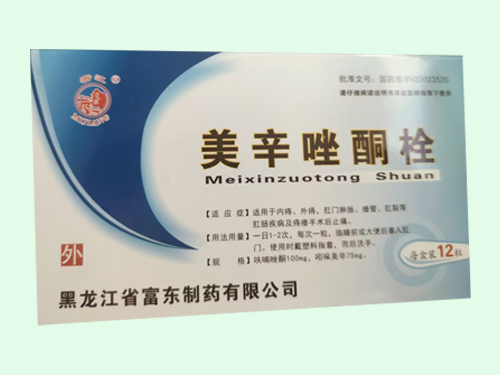 批准文号：国药准字H23023520
请仔细阅读说明书并在医师指导下使用
美辛唑酮栓
Meixinzuotong Shuan
【适应症】适用于内痔、外痔，肛门肿胀、瘘管、肛裂等
肛肠疾病及痔瘘手术后止痛。
【用法用量】一日1-2次，每次一粒，临睡前或大便后塞入肛
门，使用时戴塑料指套，用后洗手。
【规格】呋喃唑酮100mg，吲哚美辛75mg。
每盒装12粒
外
黑龙江省富东制药有限公司